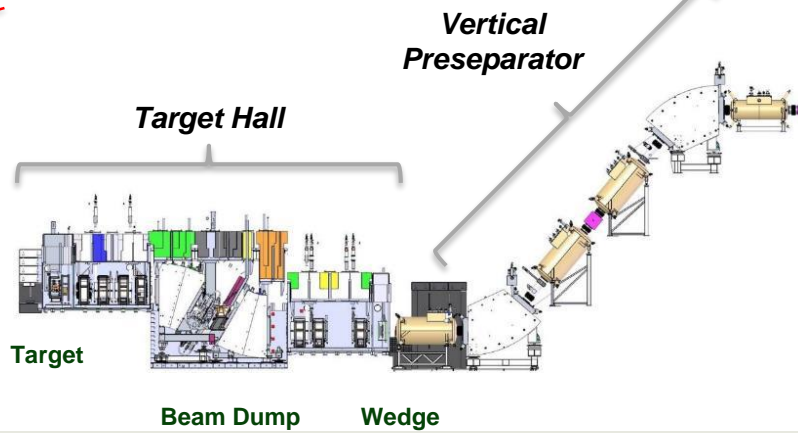 Vertical
Preseparator
Target Hall
Target
Beam Dump
Wedge